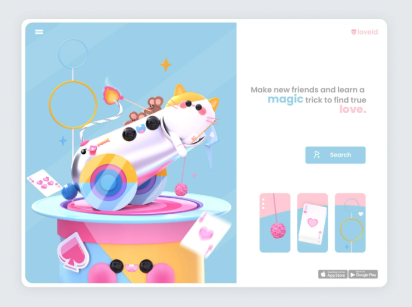 loveid
Make new friends and learn a
magic trick to find true
love.
Search
App Store
Google Play